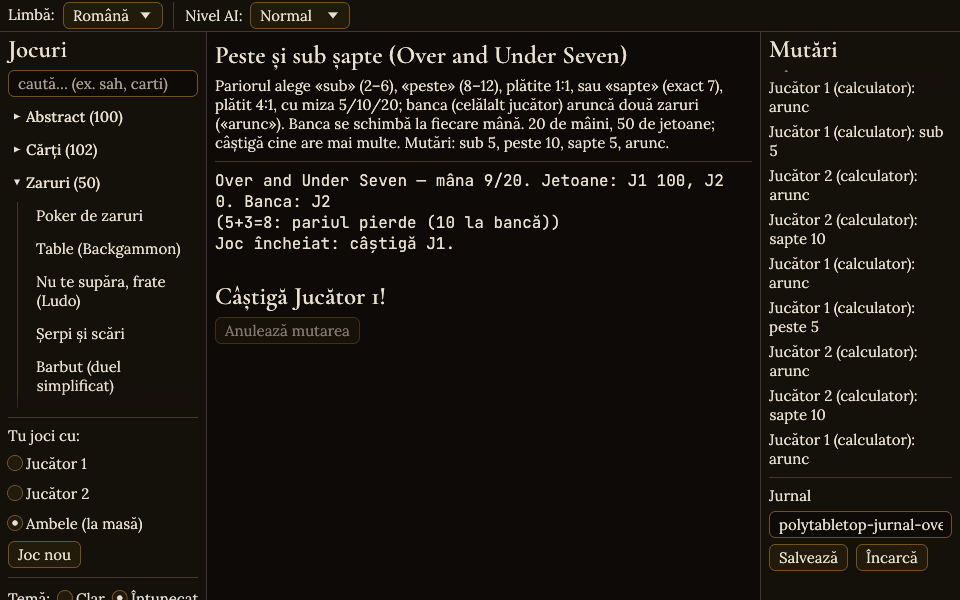 Limbă: Română ▼ Nivel AI: Normal ▼
Jocuri
caută... (ex. sah, carti)
▸ Abstract (100)
▸ Cărți (102)
▾ Zaruri (50)
Poker de zaruri
Table (Backgammon)
Nu te supăra, frate
(Ludo)
Șerpi și scări
Barbut (duel
simplificat)
Tu joci cu:
Jucător 1
Jucător 2
Ambele (la masă)
Joc nou
Temă: Clar Întunecat
Peste și sub șapte (Over and Under Seven)
Pariorul alege «sub» (2–6), «peste» (8–12), plătite 1:1, sau «sapte» (exact 7),
plătit 4:1, cu miza 5/10/20; banca (celălalt jucător) aruncă două zaruri
(«arunc»). Banca se schimbă la fiecare mână. 20 de mâini, 50 de jetoane;
câștigă cine are mai multe. Mutări: sub 5, peste 10, sapte 5, arunc.
Over and Under Seven — mâna 9/20. Jetoane: J1 100, J2
0. Banca: J2
(5+3=8: pariul pierde (10 la bancă))
Joc încheiat: câștigă J1.
Câștigă Jucător 1!
Anulează mutarea
Mutări
Jucător 1 (calculator):
arunc
Jucător 1 (calculator): sub
5
Jucător 2 (calculator):
arunc
Jucător 2 (calculator):
sapte 10
Jucător 1 (calculator):
arunc
Jucător 1 (calculator):
peste 5
Jucător 2 (calculator):
arunc
Jucător 2 (calculator):
sapte 10
Jucător 1 (calculator):
arunc
Jurnal
polytabletop-jurnal-ove
Salvează Încarcă